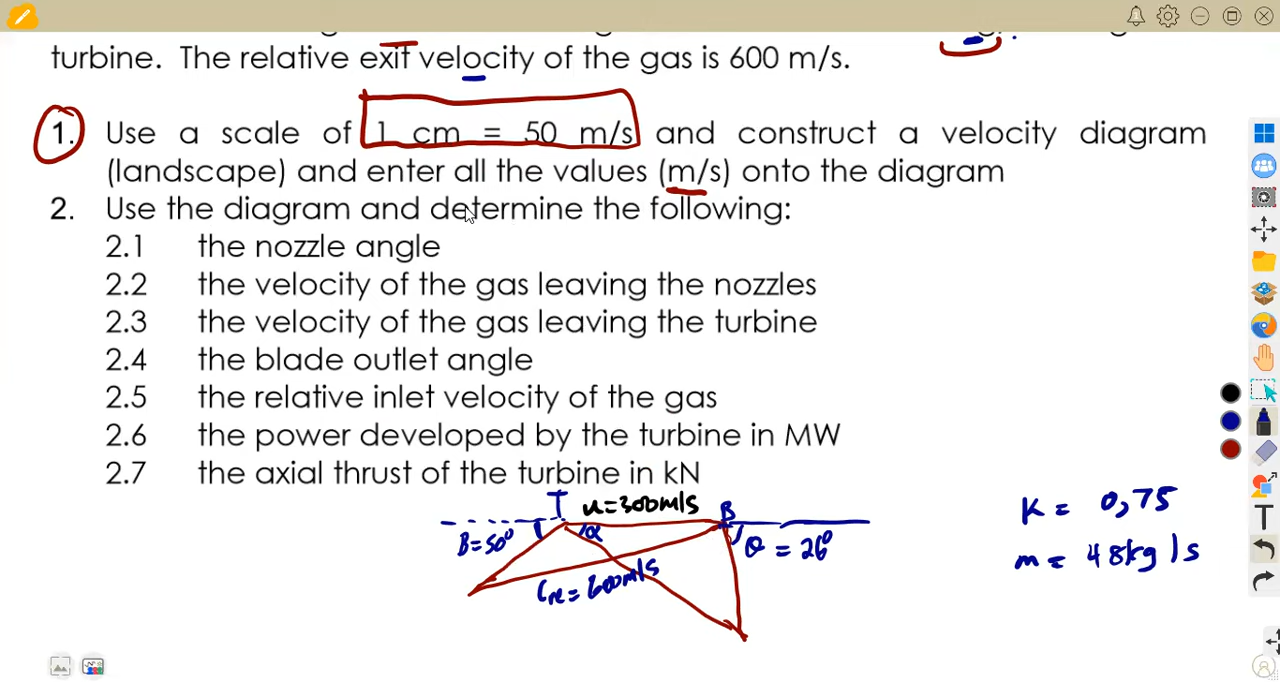 turbine. The relative exit velocity of the gas is 600 m/s.
1. Use a scale of 1 cm = 50 m/s and construct a velocity diagram
(landscape) and enter all the values (m/s) onto the diagram
2. Use the diagram and determine the following:
2.1 the nozzle angle
2.2 the velocity of the gas leaving the nozzles
2.3 the velocity of the gas leaving the turbine
2.4 the blade outlet angle
2.5 the relative inlet velocity of the gas
2.6 the power developed by the turbine in MW
2.7 the axial thrust of the turbine in kN
T u=300m/s B
K = 0,75
B=50° α θ = 26°
m = 48kg/s
Cre=600m/s
T